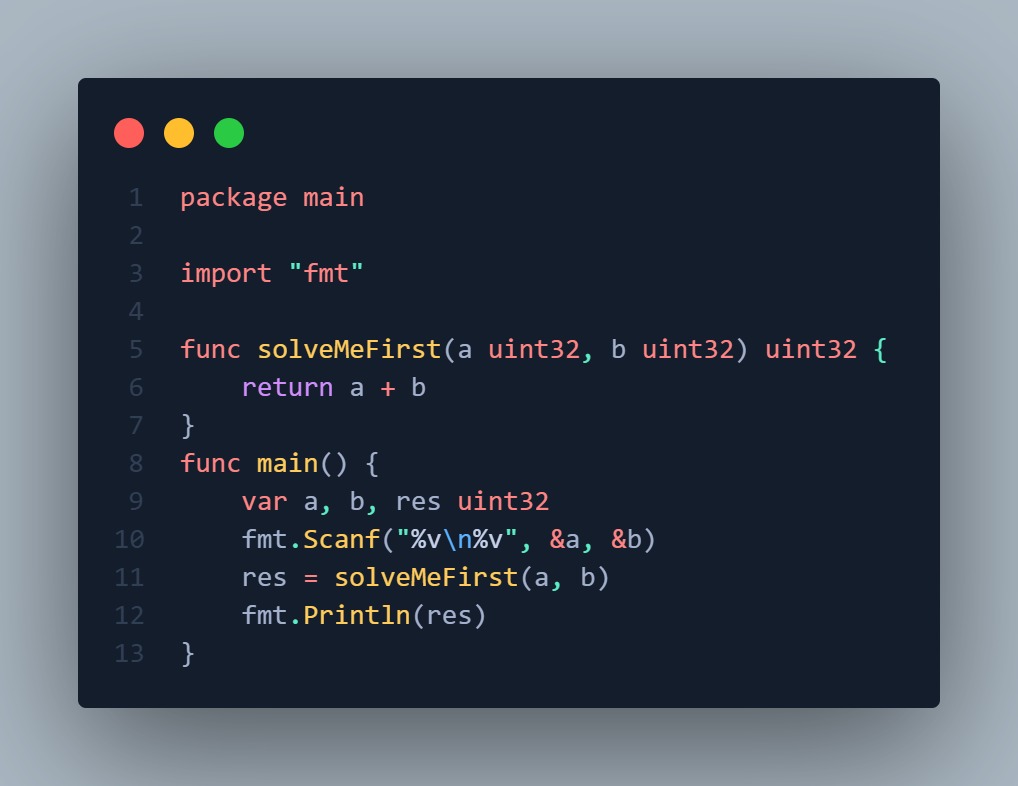 1 package main
2
3 import "fmt"
4
5 func solveMeFirst(a uint32, b uint32) uint32 {
6     return a + b
7 }
8 func main() {
9     var a, b, res uint32
10     fmt.Scanf("%v\n%v", &a, &b)
11     res = solveMeFirst(a, b)
12     fmt.Println(res)
13 }